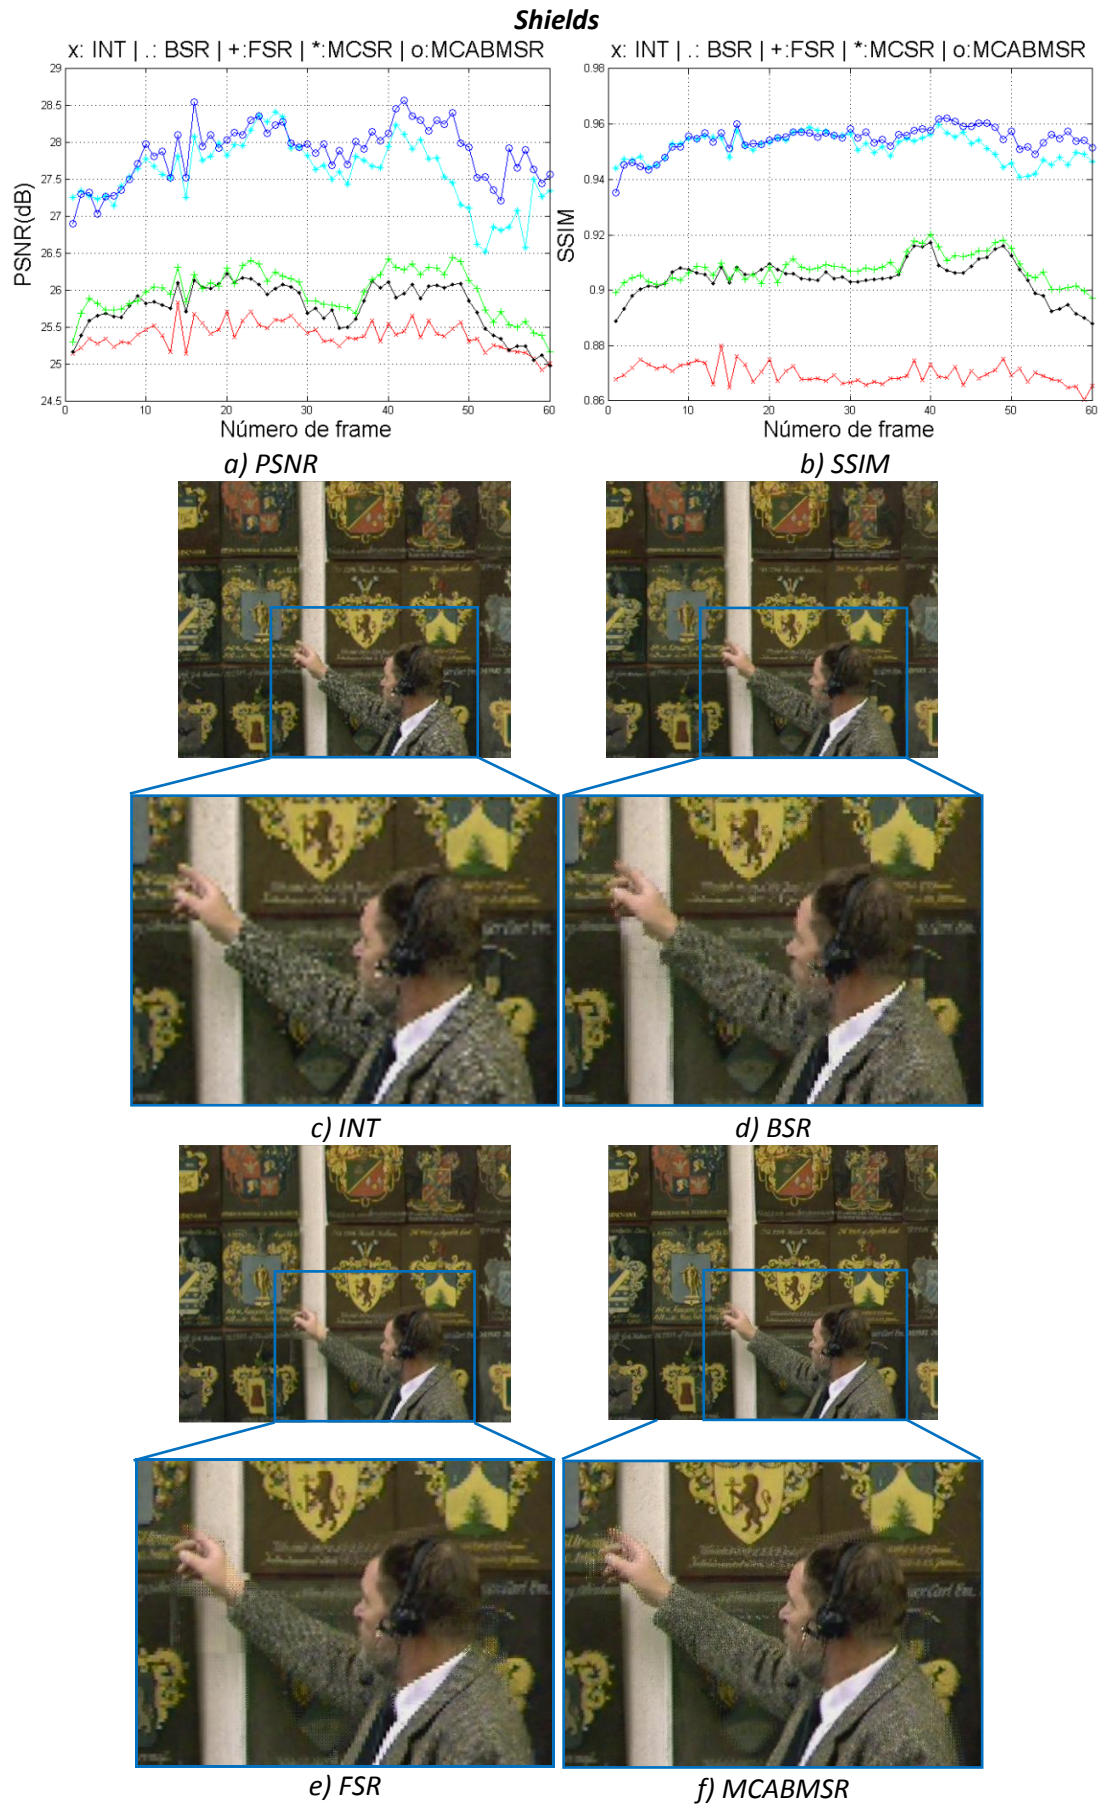 Shields
x: INT | .: BSR | +:FSR | *:MCSR | o:MCABMSR
29
28.5
28
27.5
27
26.5
26
25.5
25
24.5
PSNR(dB)
0
10
20
30
40
50
60
Número de frame
a) PSNR
x: INT | .: BSR | +:FSR | *:MCSR | o:MCABMSR
0.98
0.96
0.94
0.92
0.9
0.88
0.86
SSIM
0
10
20
30
40
50
60
Número de frame
b) SSIM
c) INT
d) BSR
e) FSR
f) MCABMSR